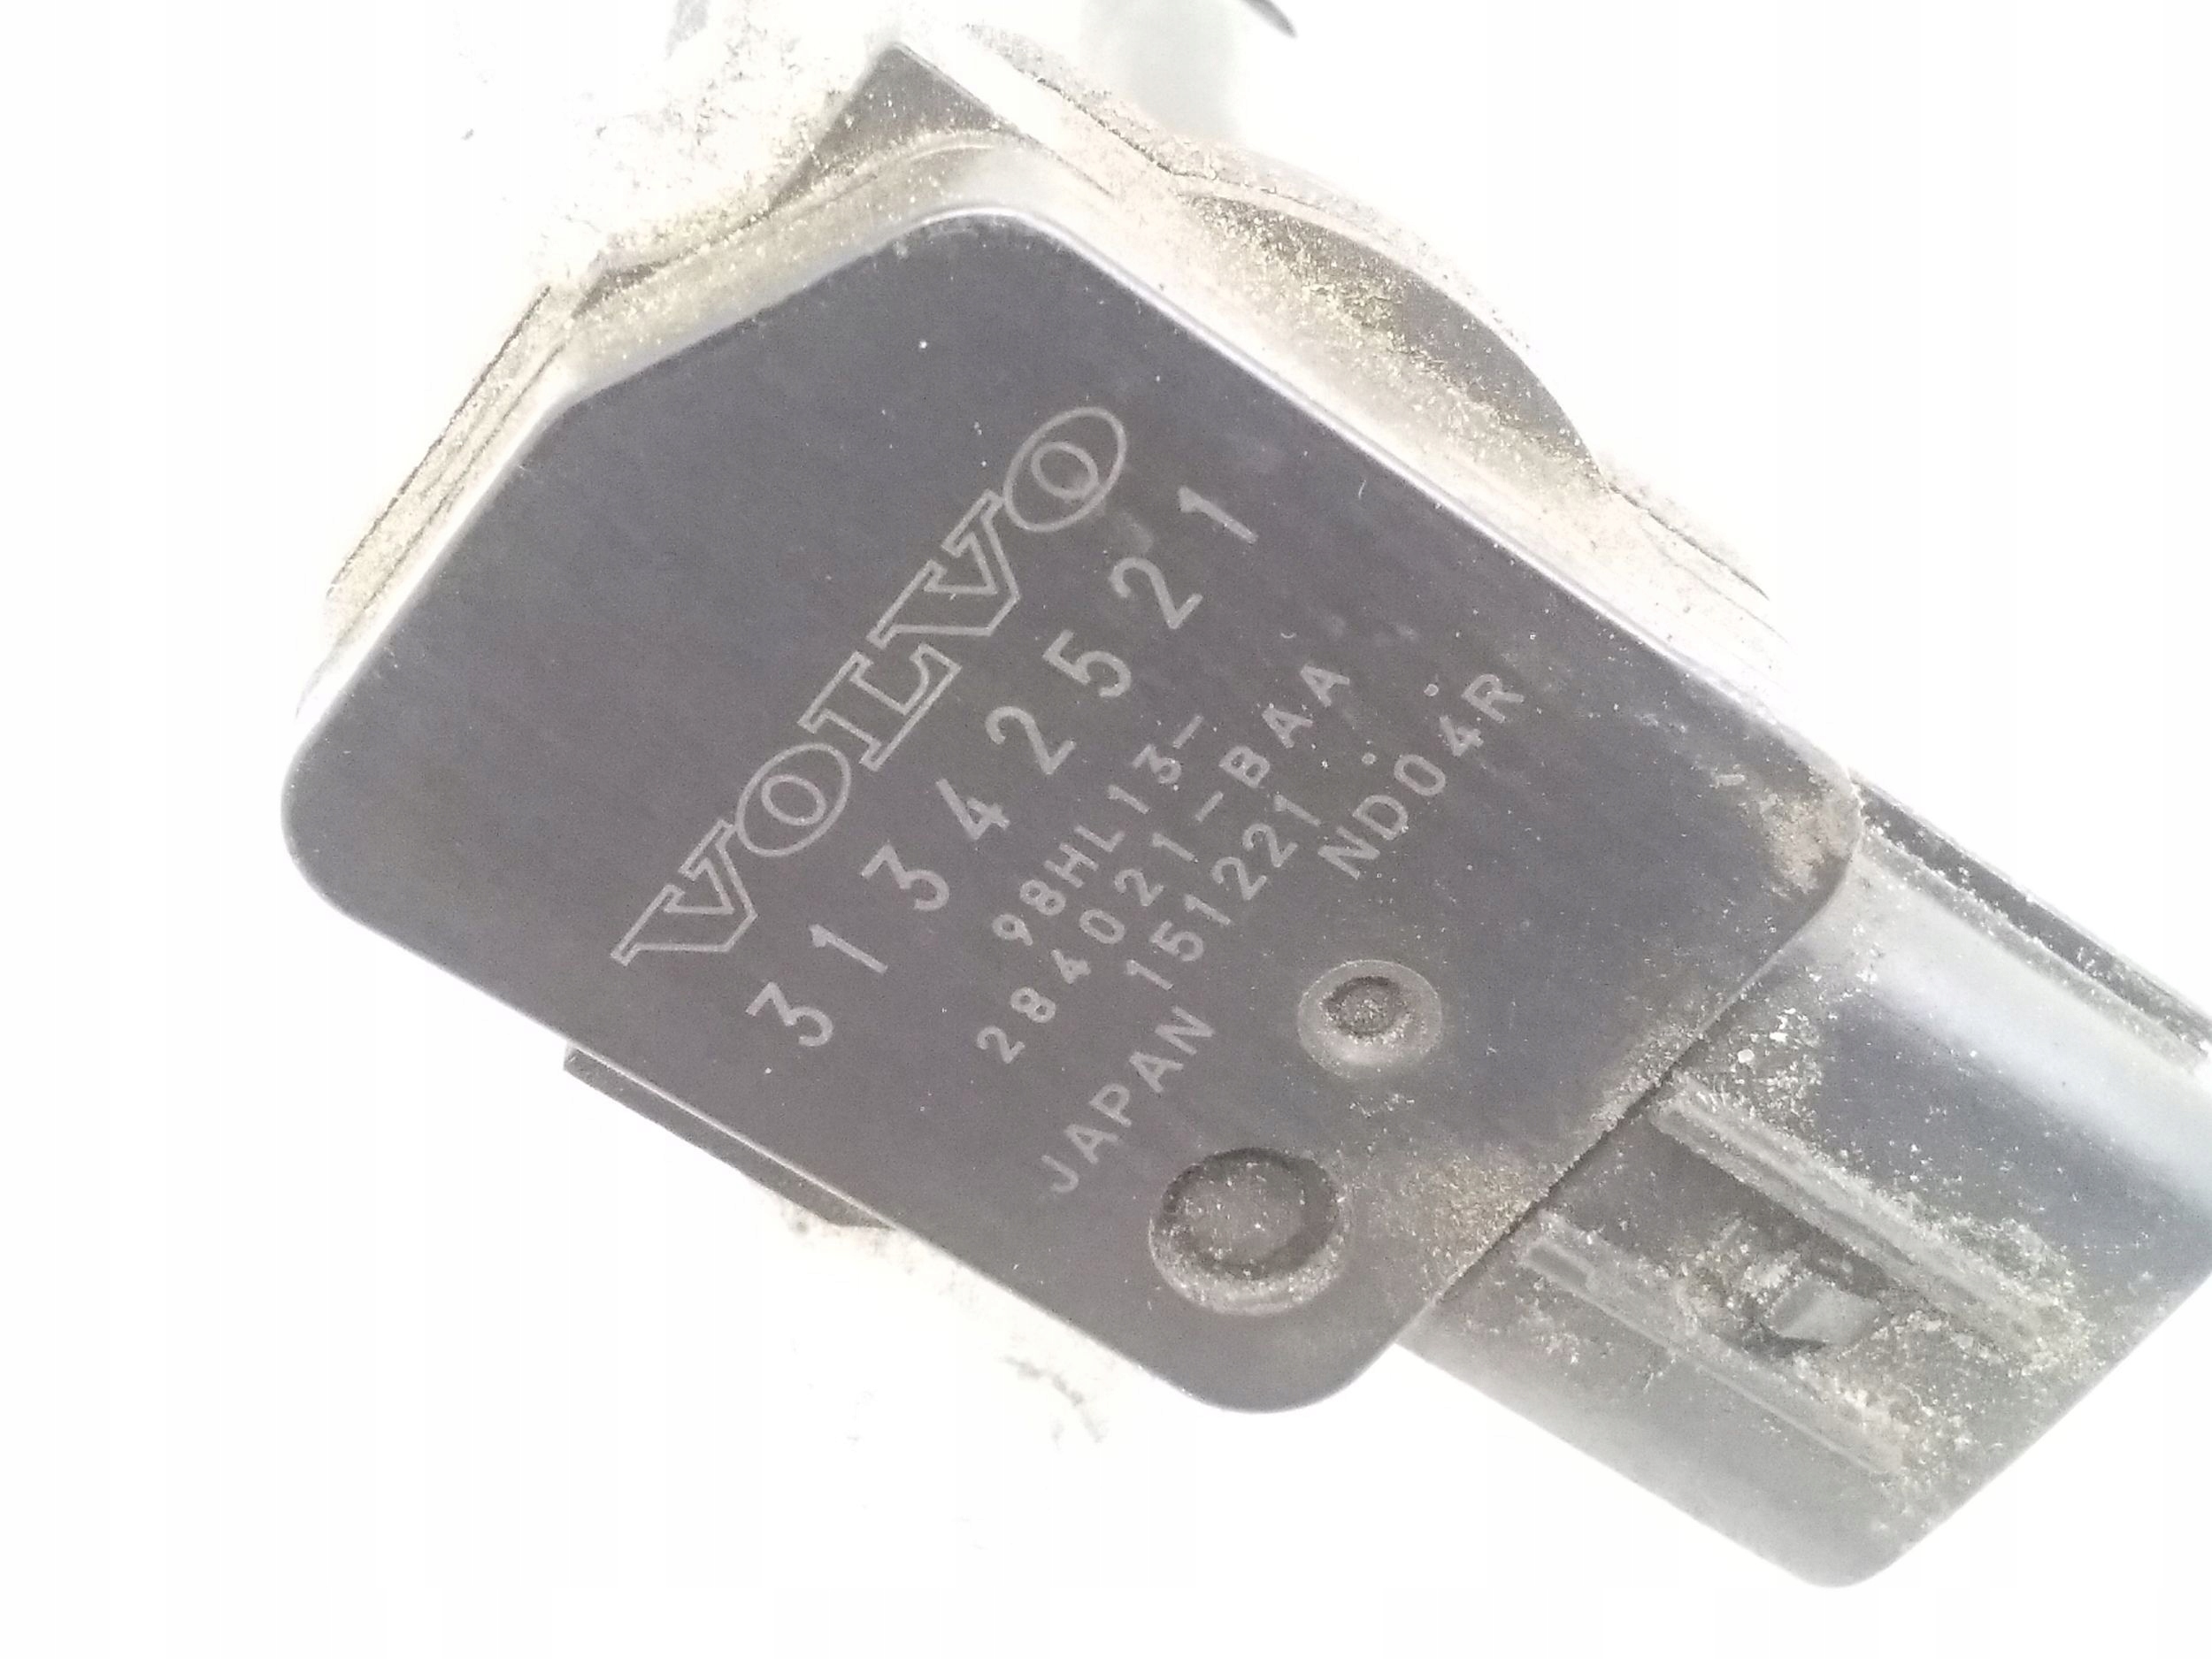 VOLVO
31342521
98HL13-
284021-BAA
151221
JAPAN ND04R